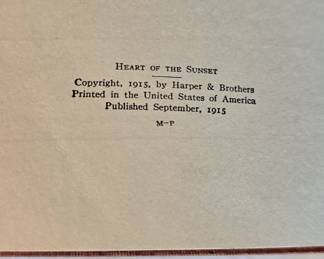 HEART OF THE SUNSET
Copyright, 1915, by Harper & Brothers
Printed in the United States of America
Published September, 1915
M-P